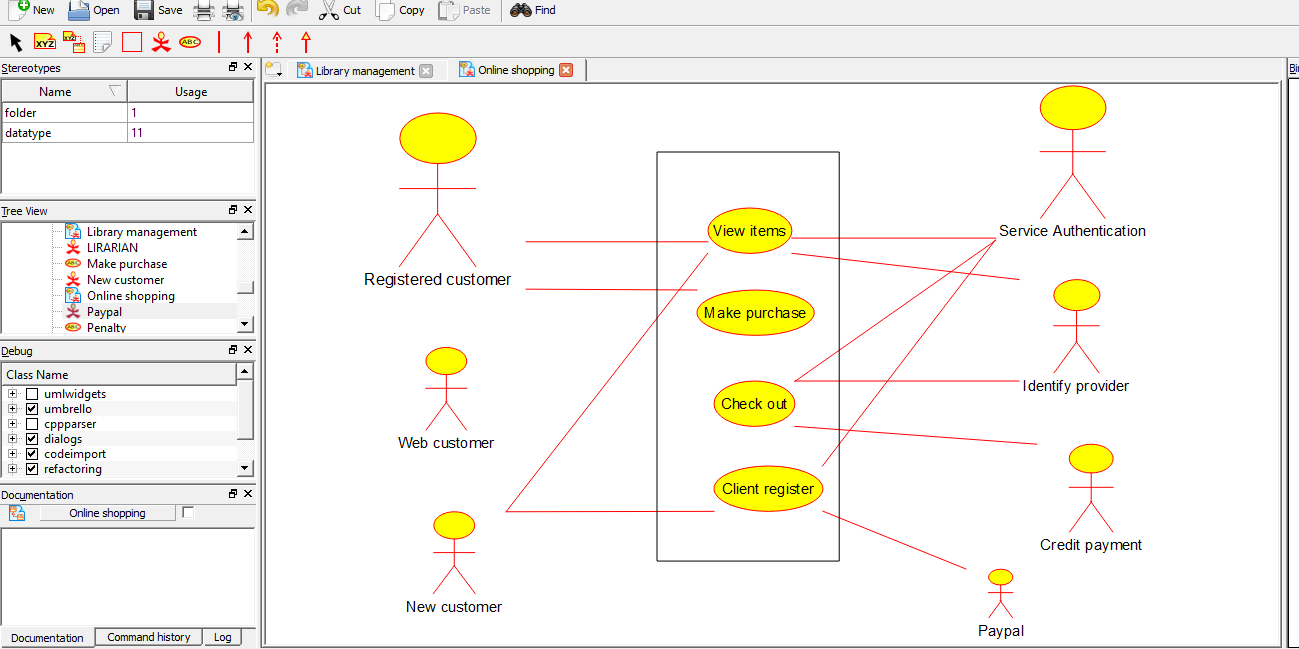 New Open Save Cut Copy Paste Find
XYZ XYZ ABC
Stereotypes
Name Usage
folder 1
datatype 11
Tree View
Library management
LIRARIAN
Make purchase
New customer
Online shopping
Paypal
Penalty
Debug
Class Name
umlwidgets
umbrello
cppparser
dialogs
codeimport
refactoring
Documentation
Online shopping
Documentation Command history Log
Library management Online shopping
Registered customer
Web customer
New customer
View items
Make purchase
Check out
Client register
Service Authentication
Identify provider
Credit payment
Paypal